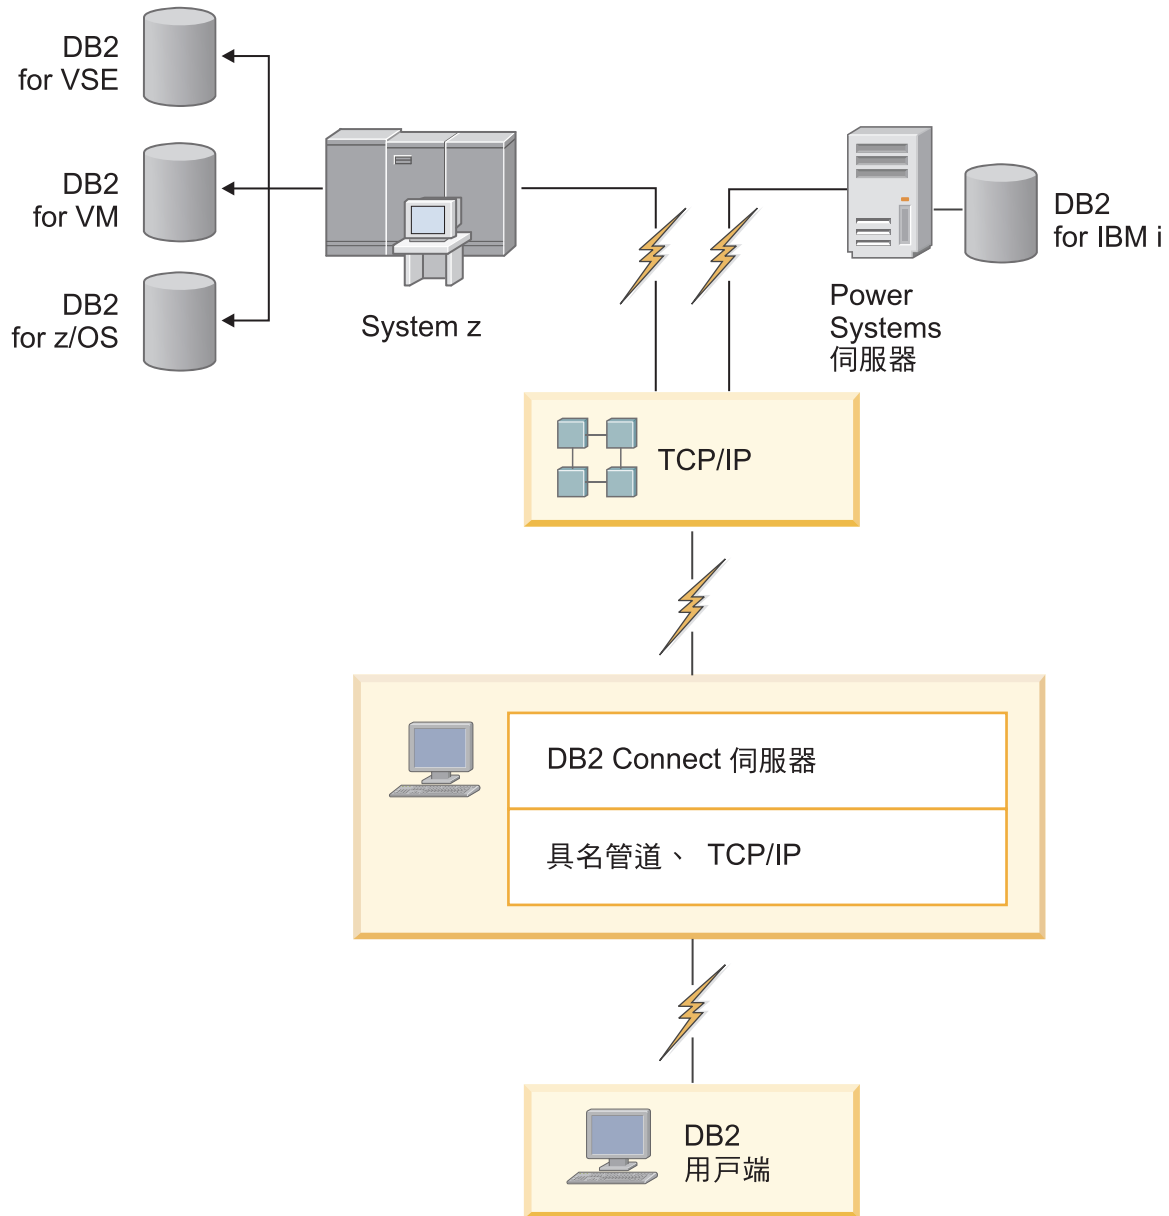 DB2
for VSE
DB2
for VM
DB2
for z/OS
System z
Power
Systems
伺服器
DB2
for IBM i
TCP/IP
DB2 Connect 伺服器
具名管道、 TCP/IP
DB2
用戶端